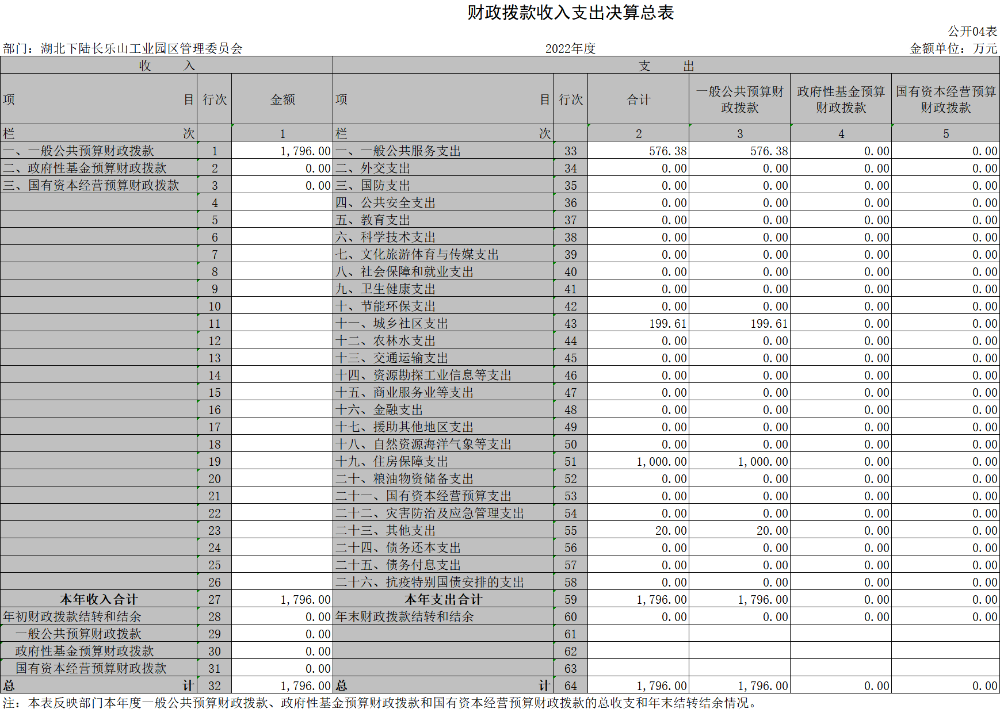 财政拨款收入支出决算总表
公开04表
部门：湖北下陆长乐山工业园区管理委员会 2022年度 金额单位：万元
收 入 支 出
项 目 行次 金额 项 目 行次 合计 一般公共预算财政拨款 政府性基金预算财政拨款 国有资本经营预算财政拨款
栏 次 1 栏 次 2 3 4 5
一、一般公共预算财政拨款 1 1,796.00 一、一般公共服务支出 33 576.38 576.38 0.00 0.00
二、政府性基金预算财政拨款 2 0.00 二、外交支出 34 0.00 0.00 0.00 0.00
三、国有资本经营预算财政拨款 3 0.00 三、国防支出 35 0.00 0.00 0.00 0.00
4 四、公共安全支出 36 0.00 0.00 0.00 0.00
5 五、教育支出 37 0.00 0.00 0.00 0.00
6 六、科学技术支出 38 0.00 0.00 0.00 0.00
7 七、文化旅游体育与传媒支出 39 0.00 0.00 0.00 0.00
8 八、社会保障和就业支出 40 0.00 0.00 0.00 0.00
9 九、卫生健康支出 41 0.00 0.00 0.00 0.00
10 十、节能环保支出 42 0.00 0.00 0.00 0.00
11 十一、城乡社区支出 43 199.61 199.61 0.00 0.00
12 十二、农林水支出 44 0.00 0.00 0.00 0.00
13 十三、交通运输支出 45 0.00 0.00 0.00 0.00
14 十四、资源勘探工业信息等支出 46 0.00 0.00 0.00 0.00
15 十五、商业服务业等支出 47 0.00 0.00 0.00 0.00
16 十六、金融支出 48 0.00 0.00 0.00 0.00
17 十七、援助其他地区支出 49 0.00 0.00 0.00 0.00
18 十八、自然资源海洋气象等支出 50 0.00 0.00 0.00 0.00
19 十九、住房保障支出 51 1,000.00 1,000.00 0.00 0.00
20 二十、粮油物资储备支出 52 0.00 0.00 0.00 0.00
21 二十一、国有资本经营预算支出 53 0.00 0.00 0.00 0.00
22 二十二、灾害防治及应急管理支出 54 0.00 0.00 0.00 0.00
23 二十三、其他支出 55 20.00 20.00 0.00 0.00
24 二十四、债务还本支出 56 0.00 0.00 0.00 0.00
25 二十五、债务付息支出 57 0.00 0.00 0.00 0.00
26 二十六、抗疫特别国债安排的支出 58 0.00 0.00 0.00 0.00
本年收入合计 27 1,796.00 本年支出合计 59 1,796.00 1,796.00 0.00 0.00
年初财政拨款结转和结余 28 0.00 年末财政拨款结转和结余 60 0.00 0.00 0.00 0.00
一般公共预算财政拨款 29 0.00 61
政府性基金预算财政拨款 30 0.00 62
国有资本经营预算财政拨款 31 0.00 63
总 计 32 1,796.00 总 计 64 1,796.00 1,796.00 0.00 0.00
注：本表反映部门本年度一般公共预算财政拨款、政府性基金预算财政拨款和国有资本经营预算财政拨款的总收支和年末结转结余情况。